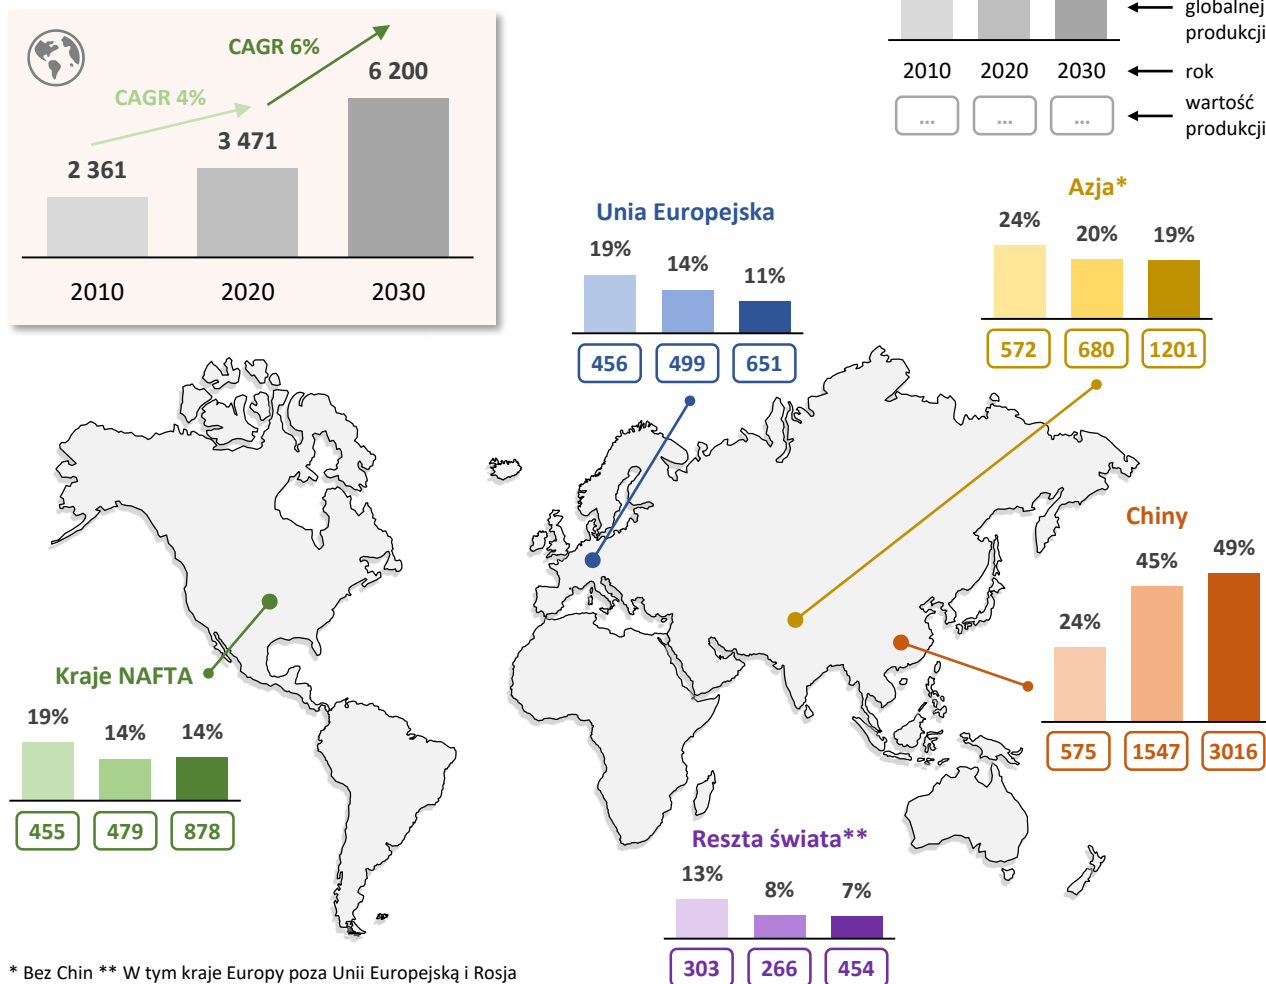 CAGR 6%
CAGR 4%
6 200
3 471
2 361
2010 2020 2030
globalnej
produkcji
2010 2020 2030
rok
... ... ...
wartość
produkcji
Unia Europejska
19% 14% 11%
456 499 651
Azja*
24% 20% 19%
572 680 1201
Chiny
24% 45% 49%
575 1547 3016
Kraje NAFTA
19% 14% 14%
455 479 878
Reszta świata**
13% 8% 7%
303 266 454
* Bez Chin ** W tym kraje Europy poza Unii Europejską i Rosja